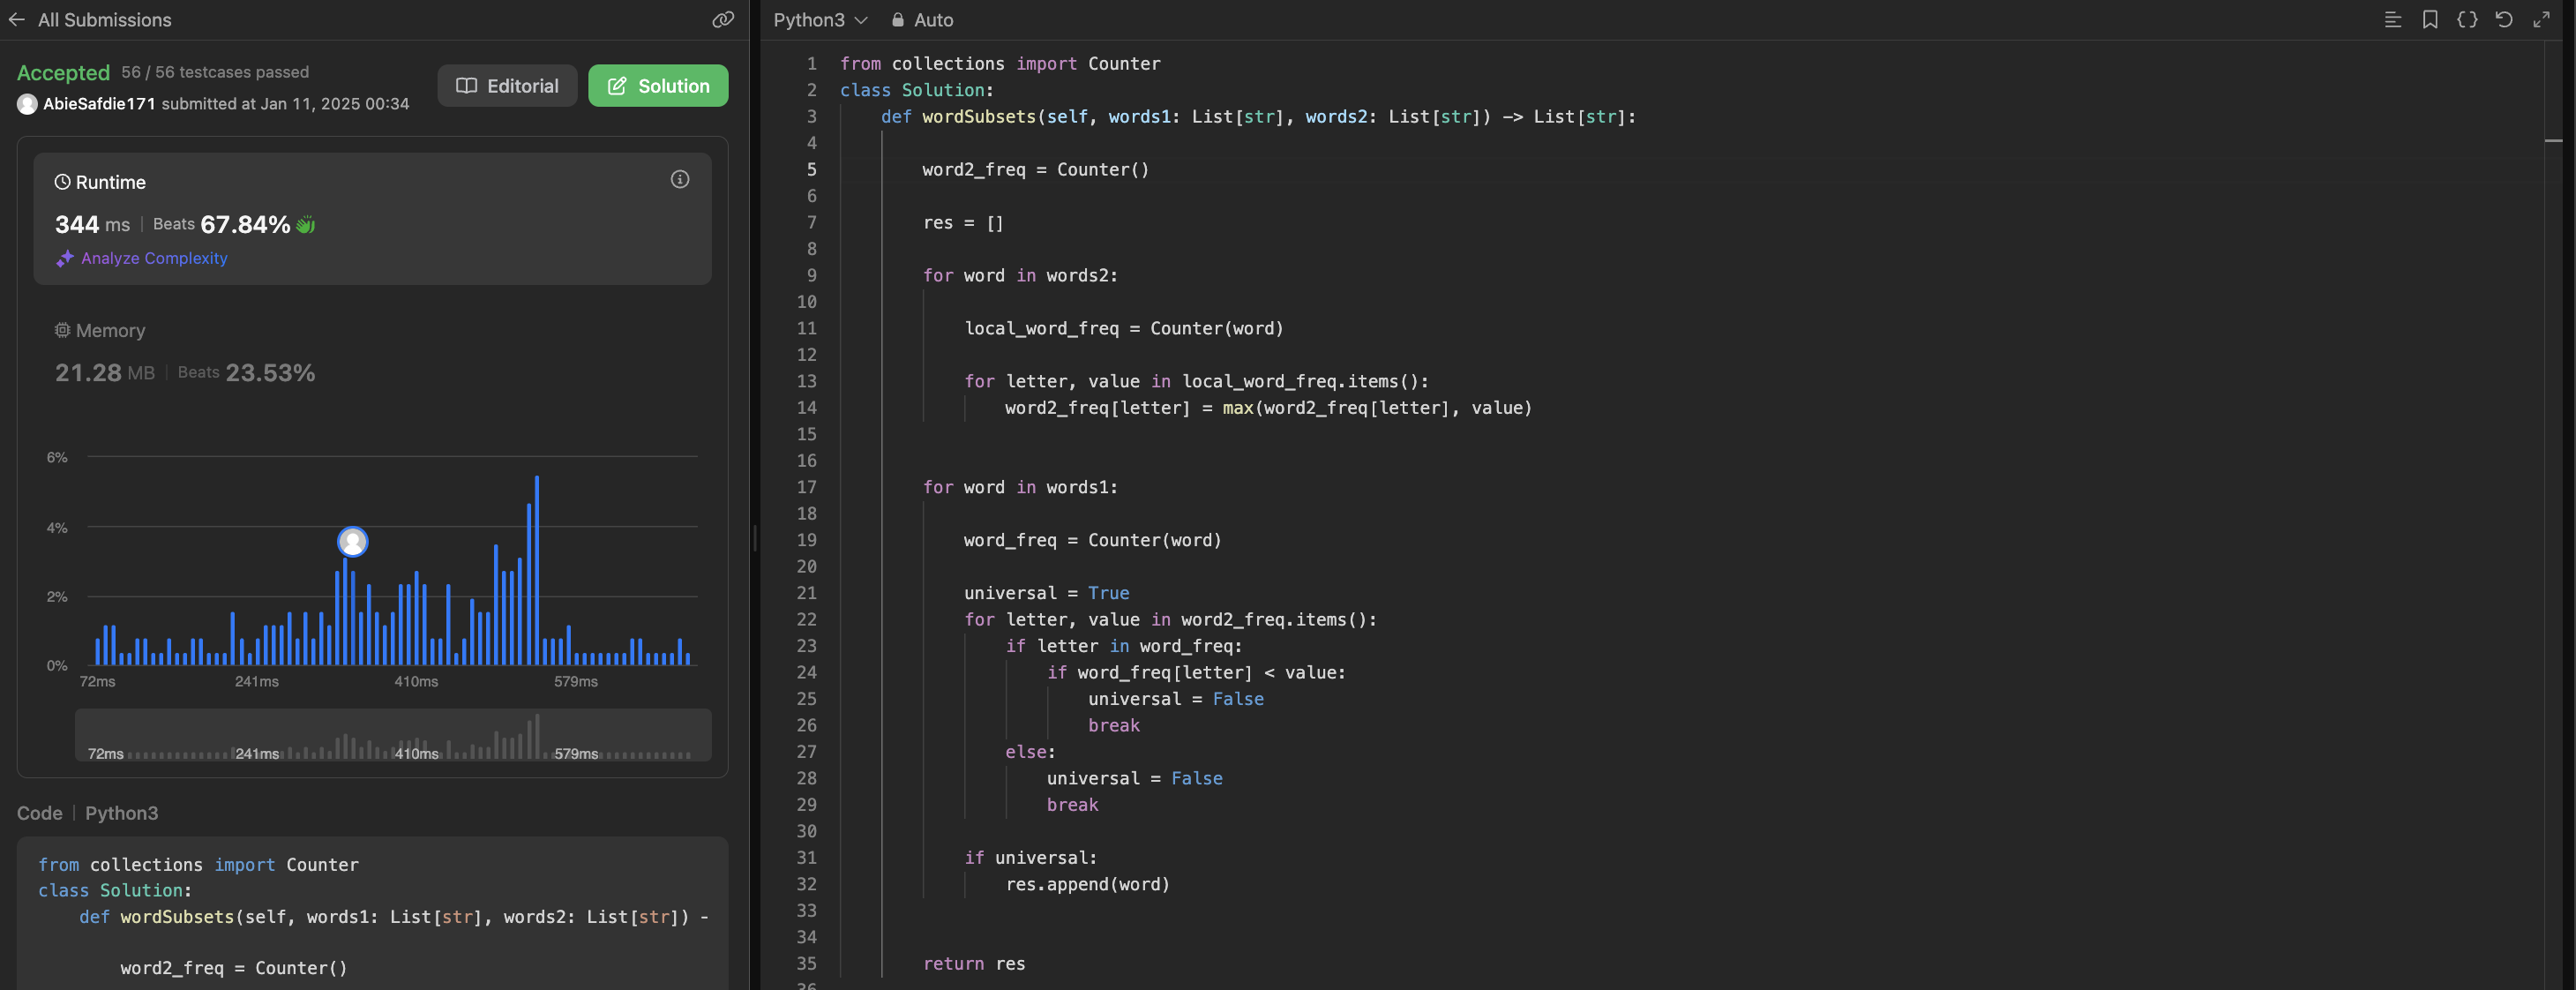 All Submissions
Accepted 56 / 56 testcases passed
AbieSafdie171 submitted at Jan 11, 2025 00:34
Editorial
Solution
Runtime
344 ms | Beats 67.84%
Analyze Complexity
Memory
21.28 MB | Beats 23.53%
6%
4%
2%
0%
72ms 241ms 410ms 579ms
72ms 241ms 410ms 579ms
Code | Python3
from collections import Counter
class Solution:
    def wordSubsets(self, words1: List[str], words2: List[str]) -
        word2_freq = Counter()
Python3 Auto
1 from collections import Counter
2 class Solution:
3     def wordSubsets(self, words1: List[str], words2: List[str]) -> List[str]:
4
5         word2_freq = Counter()
6
7         res = []
8
9         for word in words2:
10
11             local_word_freq = Counter(word)
12
13             for letter, value in local_word_freq.items():
14                 word2_freq[letter] = max(word2_freq[letter], value)
15
16
17         for word in words1:
18
19             word_freq = Counter(word)
20
21             universal = True
22             for letter, value in word2_freq.items():
23                 if letter in word_freq:
24                     if word_freq[letter] < value:
25                         universal = False
26                         break
27                 else:
28                     universal = False
29                     break
30
31             if universal:
32                 res.append(word)
33
34
35         return res
36